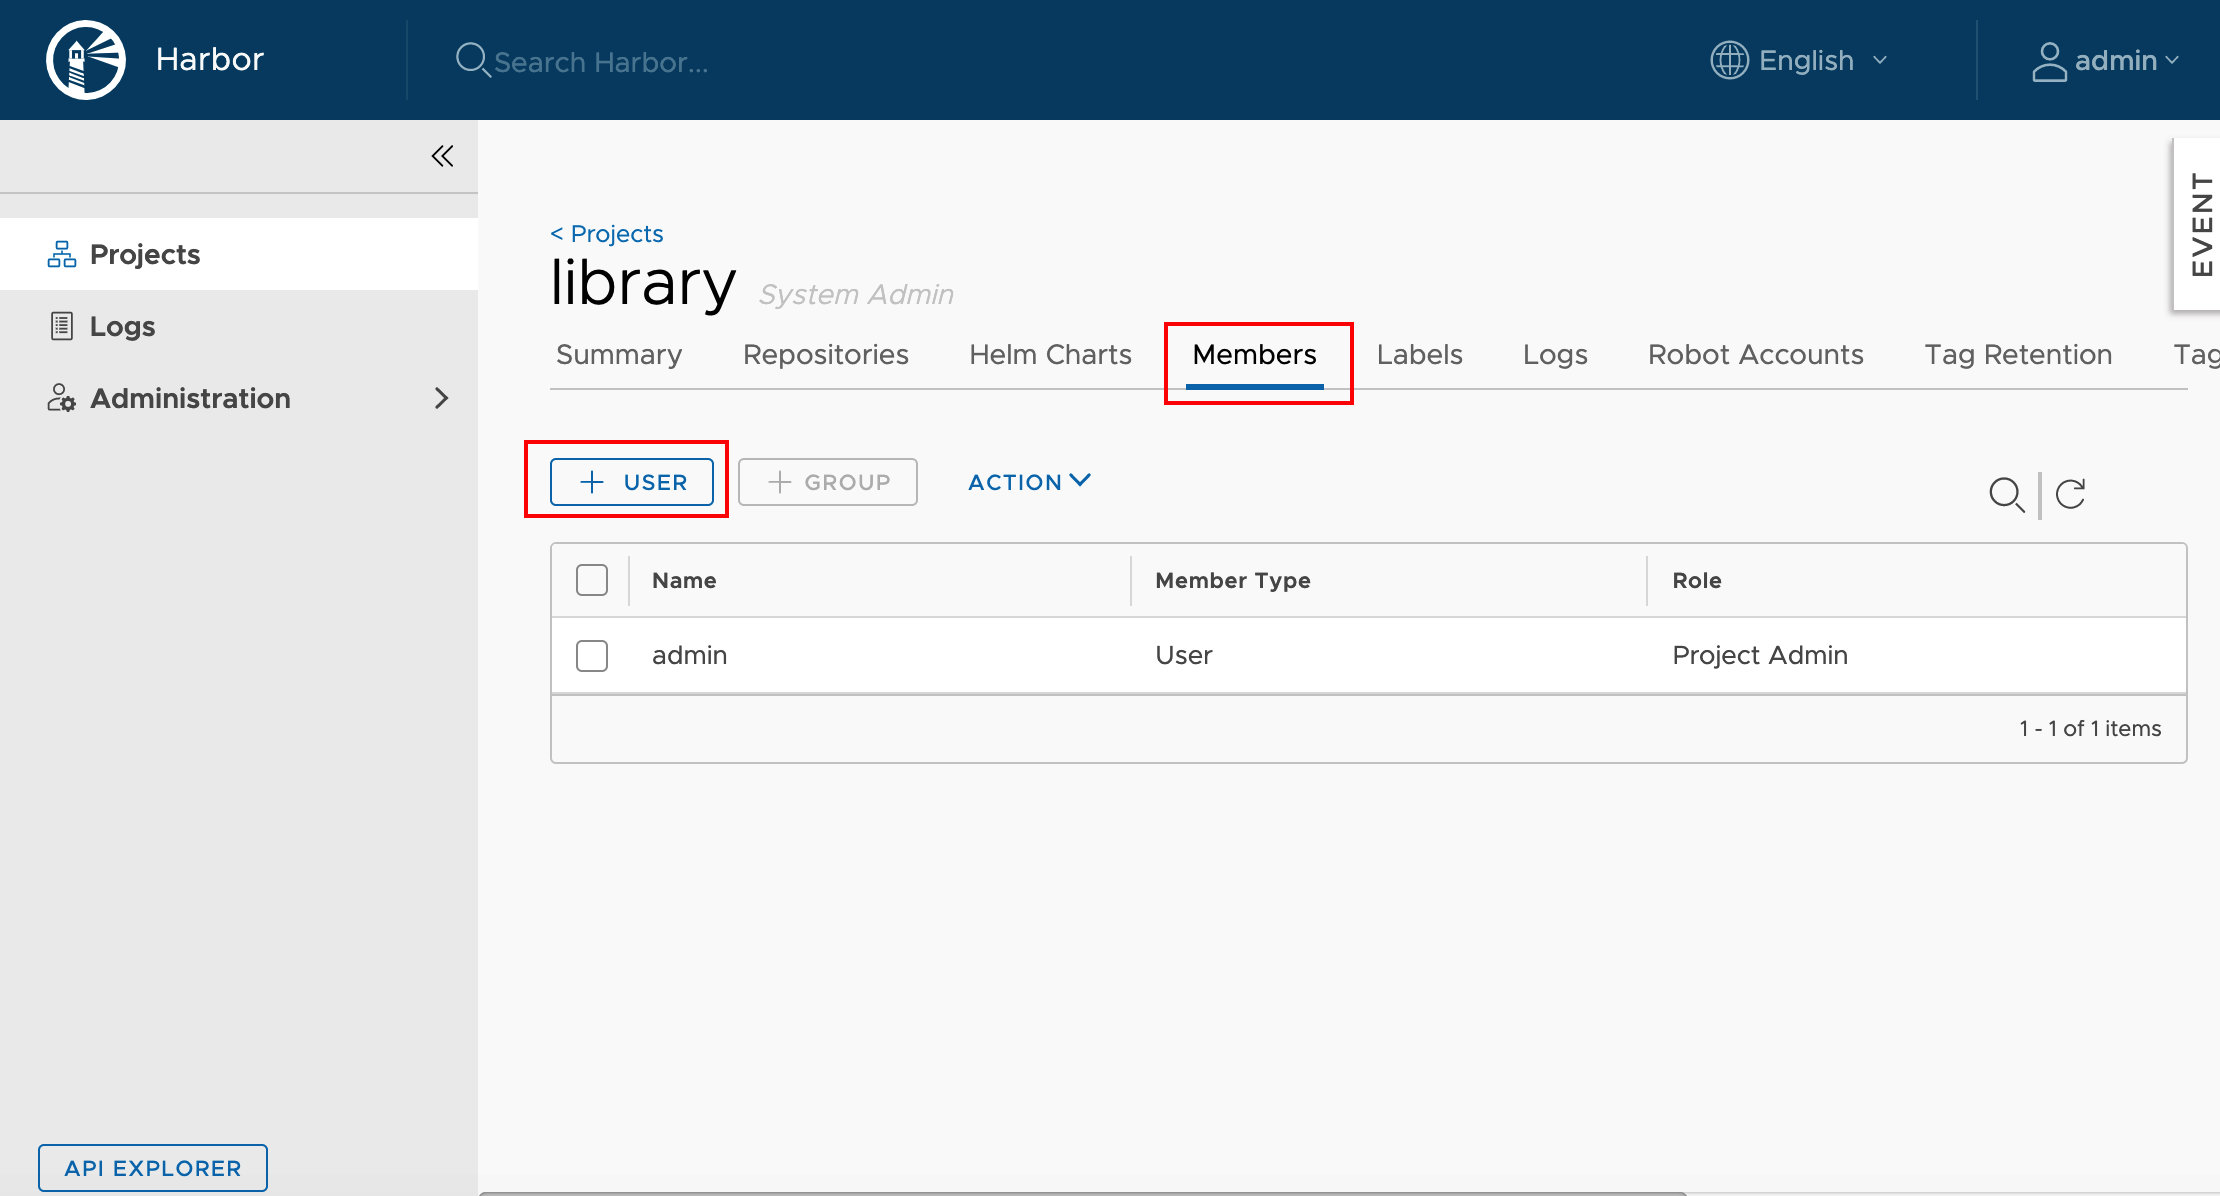 Harbor
Search Harbor...
English
admin
EVENT
Projects
Logs
Administration
< Projects
library System Admin
Summary Repositories Helm Charts Members Labels Logs Robot Accounts Tag Retention Tag
+ USER + GROUP ACTION
Name Member Type Role
admin User Project Admin
1 - 1 of 1 items
API EXPLORER